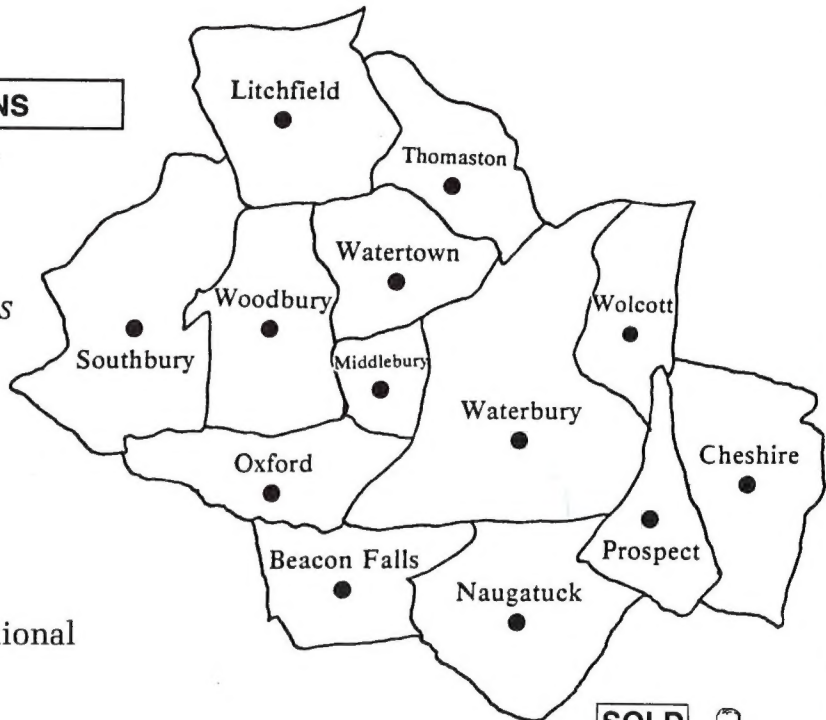 Litchfield
NS
Thomaston
Watertown
Woodbury
s
Wolcott
Southbury
Middlebury
Waterbury
Oxford
Cheshire
Prospect
Beacon Falls
Naugatuck
ional
SOLD